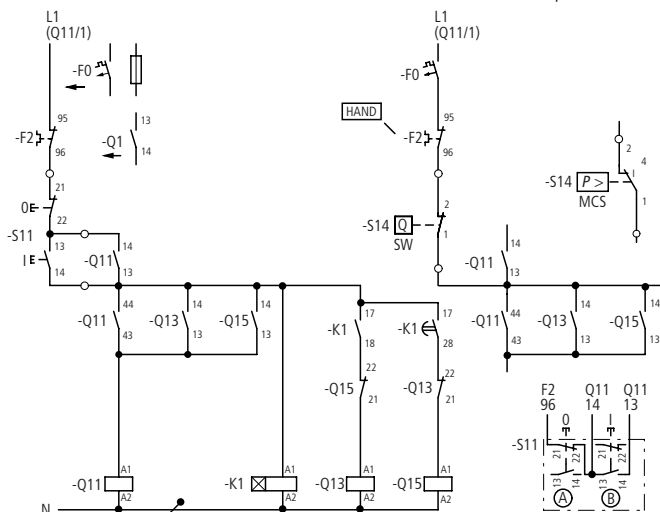 L1
(Q11/1)
-F0
-F2
95
96
-Q1
13
14
21
0
22
-S11
13
I
14
-Q11
14
13
-Q11
44
43
-Q13
14
13
-Q15
14
13
-K1
17
18
-K1
17
28
-Q15
22
21
-Q13
22
21
-Q11
A1
A2
-K1
A1
A2
-Q13
A1
A2
-Q15
A1
A2
N
L1
(Q11/1)
-F0
HAND
-F2
95
96
-S14
Q
SW
2
1
-S14
P >
MCS
2
4
I
1
-Q11
14
13
-Q11
44
43
-Q13
14
13
-Q15
14
13
F2
96
Q11
14
Q11
13
0
I
-S11
21
22
21
22
13
14
13
14
A
B